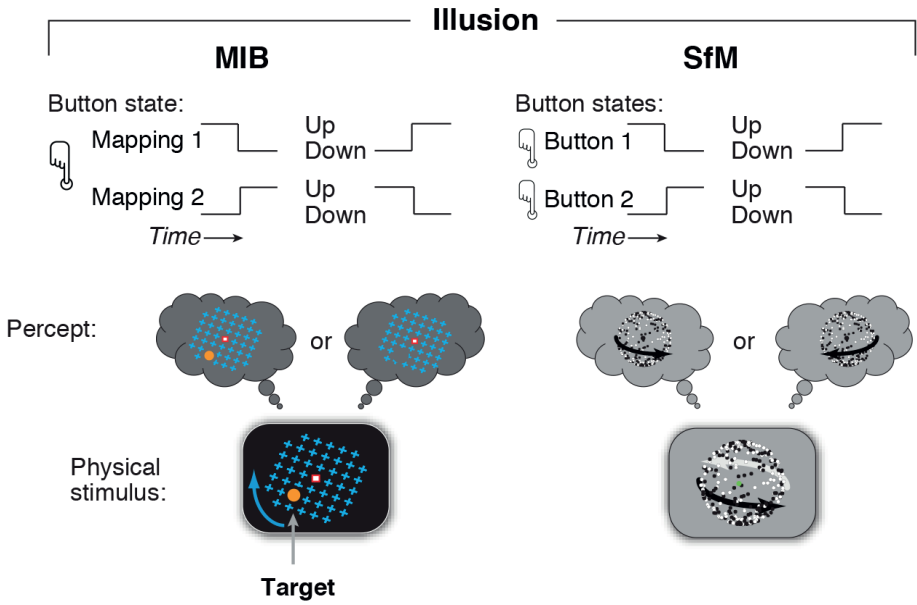 Illusion
MIB
SfM
Button state:
Mapping 1
Up
Down
Mapping 2
Up
Down
Time
Button states:
Button 1
Up
Down
Button 2
Up
Down
Time
Percept:
or
or
Physical
stimulus:
Target